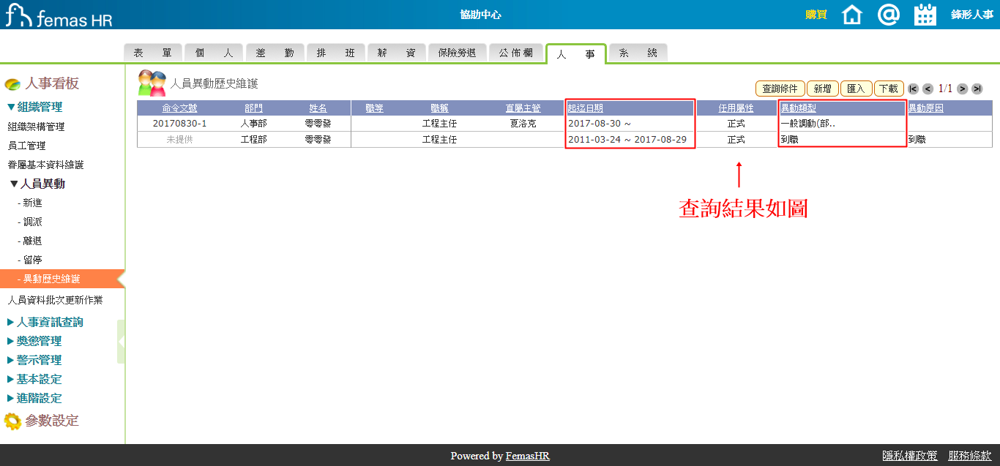 femas HR 協助中心 購買 鋒形人事
表 單 個 人 差 勤 排 班 薪 資 保險勞退 公佈欄 人 事 系 統
人事看板
▼組織管理
組織架構管理
員工管理
眷屬基本資料維護
▼人員異動
- 新進
- 調派
- 離退
- 留停
- 異動歷史維護
人員資料批次更新作業
▶人事資訊查詢
▶獎懲管理
▶警示管理
▶基本設定
▶進階設定
參數設定
人員異動歷史維護
查詢條件 新增 匯入 下載 1/1
命令文號 部門 姓名 職等 職稱 直屬主管 起迄日期 任用屬性 異動類型 異動原因
20170830-1 人事部 零零發 工程主任 夏洛克 2017-08-30 ~ 正式 一般調動(部..
未提供 工程部 零零發 工程主任 2011-03-24 ~ 2017-08-29 正式 到職 到職
查詢結果如圖
Powered by FemasHR 隱私權政策 服務條款